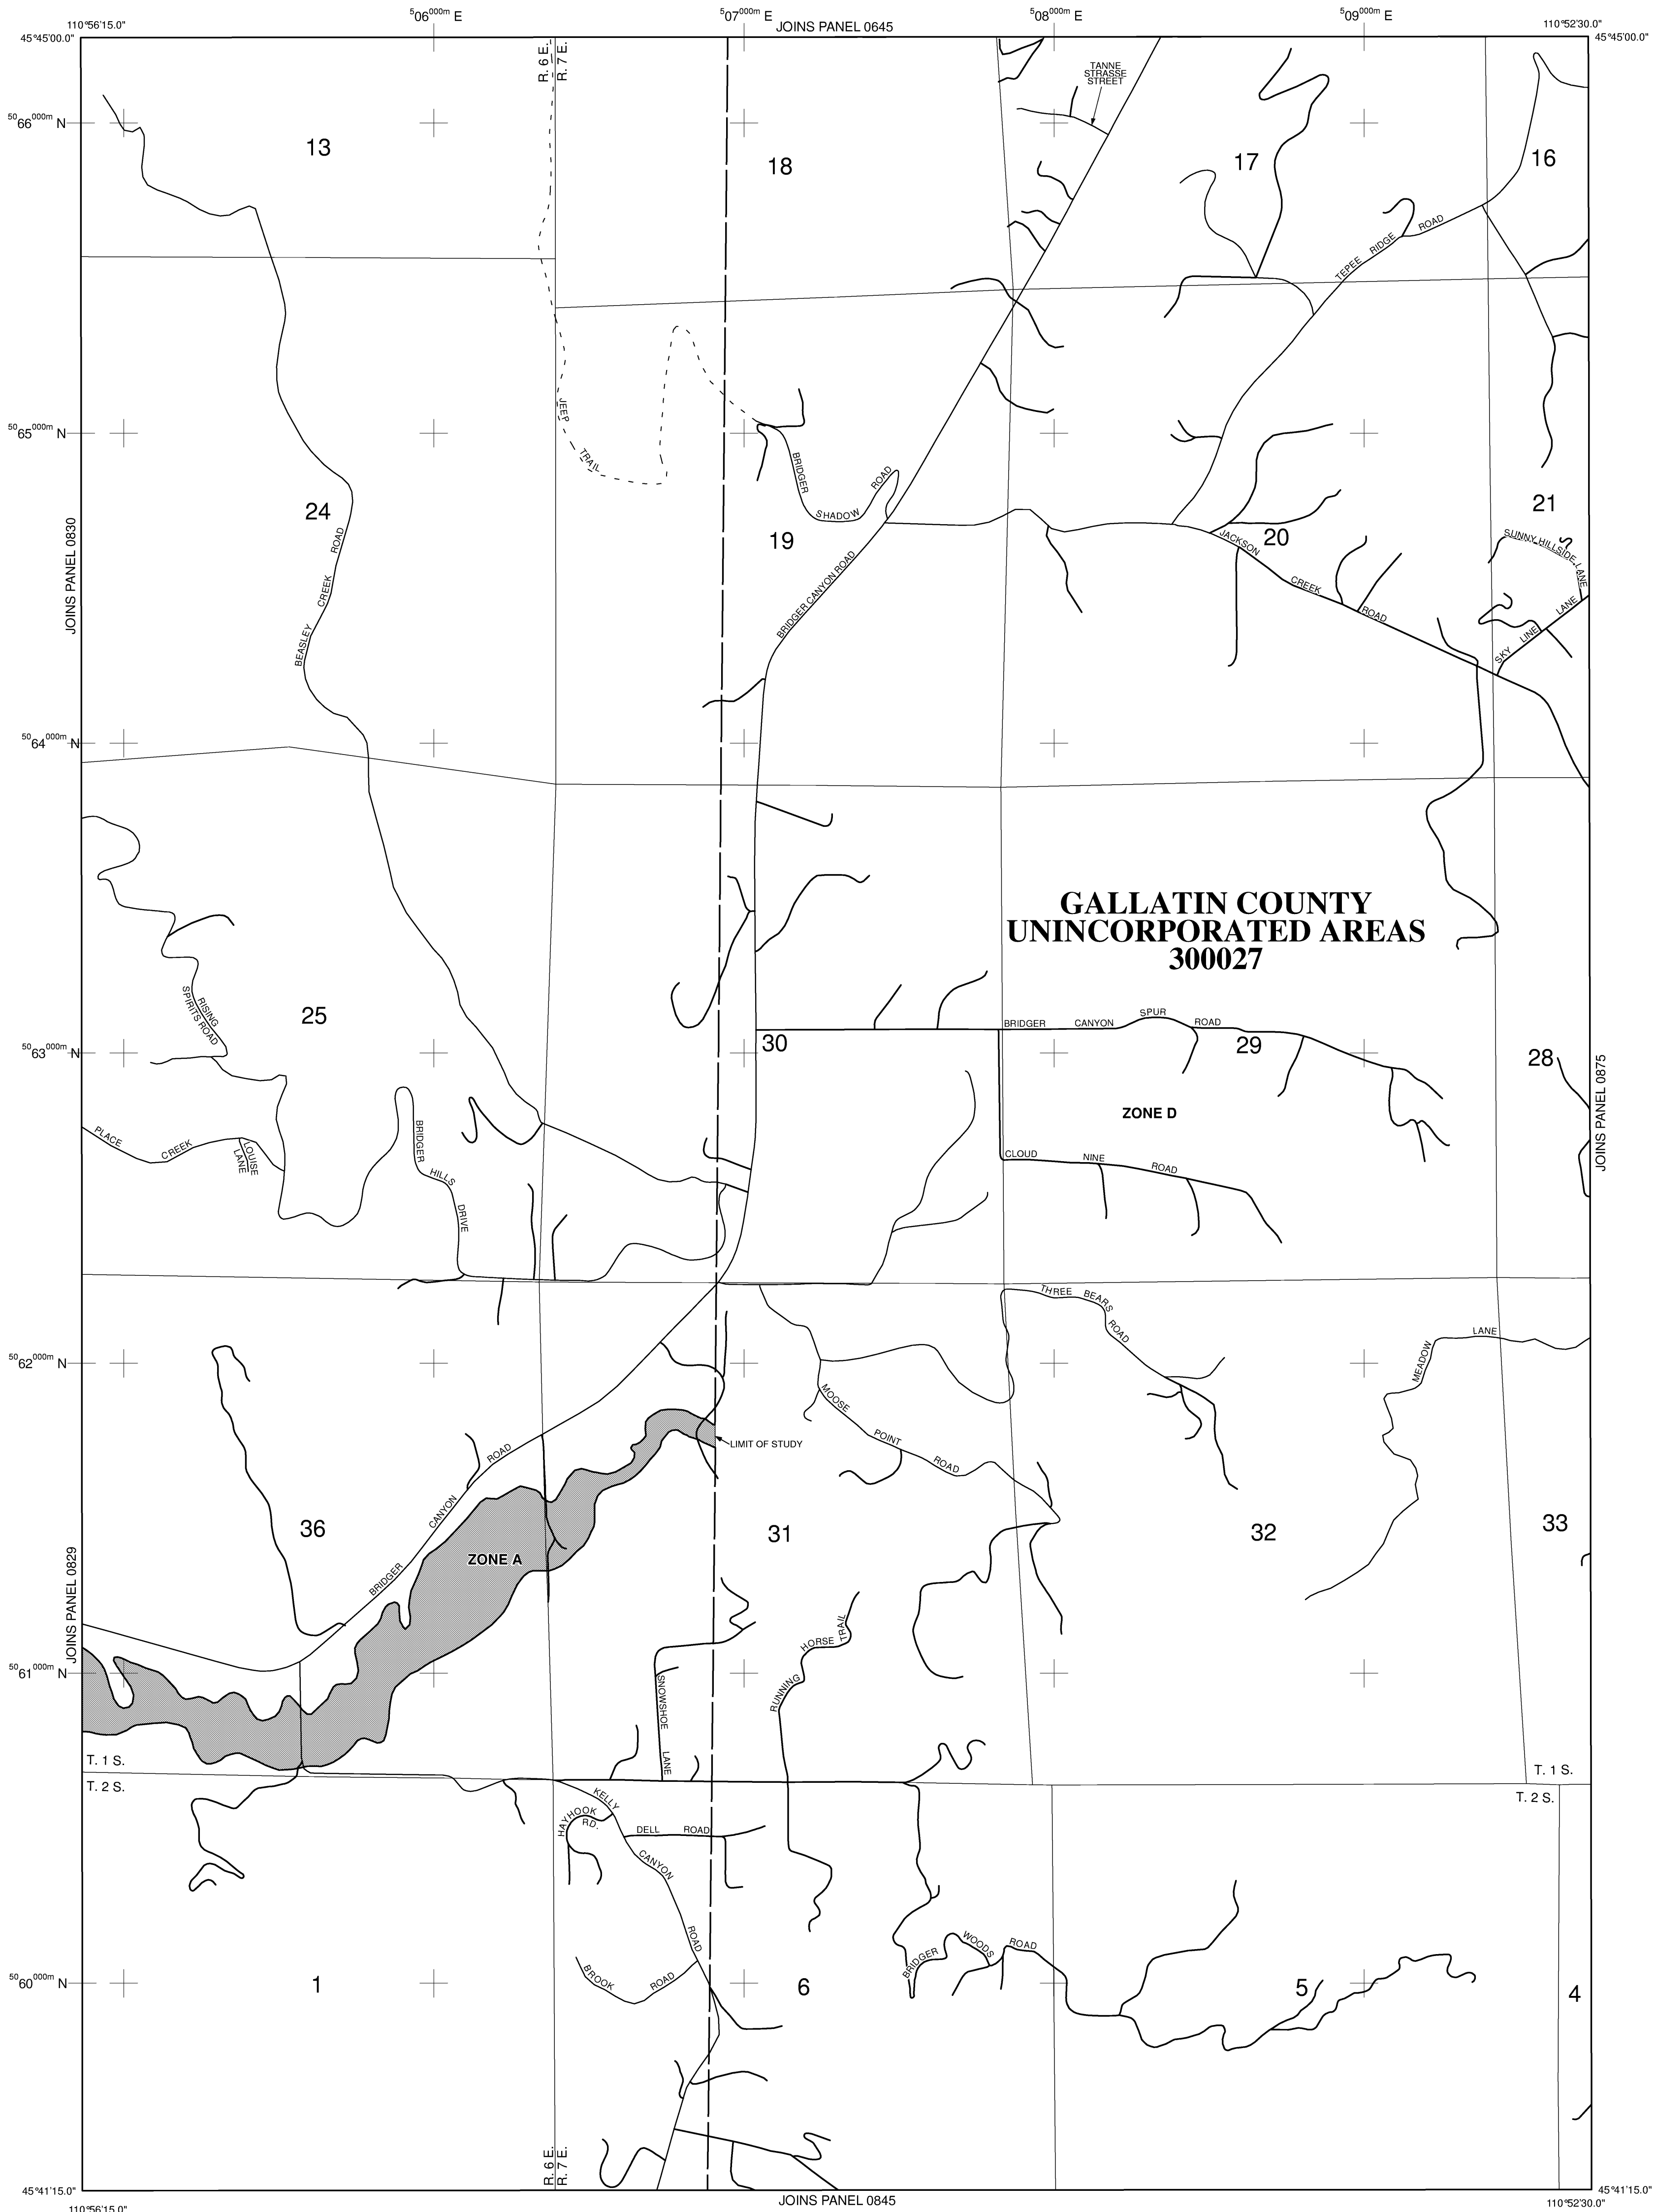 110°56'15.0"
506000m E
507000m E
JOINS PANEL 0645
508000m E
509000m E
110°52'30.0"
45°45'00.0"
45°45'00.0"
R. 6 E.
R. 7 E.
TANNE
STRASSE
STREET
5066000m N
13
18
17
16
TEPEE RIDGE ROAD
JEEP TRAIL
5065000m N
BRIDGER SHADOW ROAD
24
19
20
21
JOINS PANEL 0830
BEASLEY CREEK ROAD
BRIDGER CANYON ROAD
JACKSON CREEK ROAD
SUNNY HILLSIDE LANE
SKY LINE LANE
5064000m N
GALLATIN COUNTY
UNINCORPORATED AREAS
300027
RISING
SPIRITS ROAD
25
30
BRIDGER CANYON SPUR ROAD
29
28
5063000m N
JOINS PANEL 0875
ZONE D
PLACE CREEK
LOUISE
LANE
BRIDGER HILLS DRIVE
CLOUD NINE ROAD
THREE BEARS ROAD
MEADOW LANE
5062000m N
MOOSE POINT ROAD
LIMIT OF STUDY
BRIDGER CANYON ROAD
36
31
32
33
ZONE A
JOINS PANEL 0829
RUNNING HORSE TRAIL
5061000m N
SNOWSHOE LANE
T. 1 S.
T. 2 S.
T. 1 S.
T. 2 S.
KELLY CANYON ROAD
HAYHOOK
RD.
DELL ROAD
BRIDGER WOODS ROAD
BROOK ROAD
5060000m N
1
6
5
4
R. 6 E.
R. 7 E.
45°41'15.0"
45°41'15.0"
110°56'15.0"
JOINS PANEL 0845
110°52'30.0"